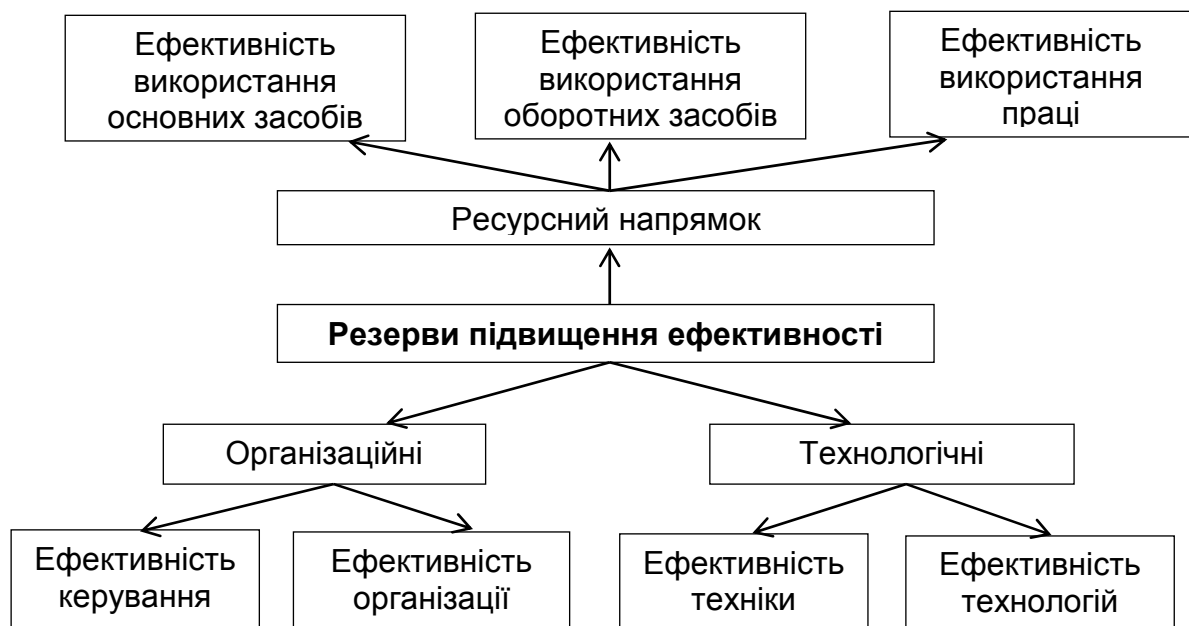 Ефективність
використання
основних засобів
Ефективність
використання
оборотних засобів
Ефективність
використання
праці
Ресурсний напрямок
Резерви підвищення ефективності
Організаційні
Технологічні
Ефективність
керування
Ефективність
організації
Ефективність
техніки
Ефективність
технологій